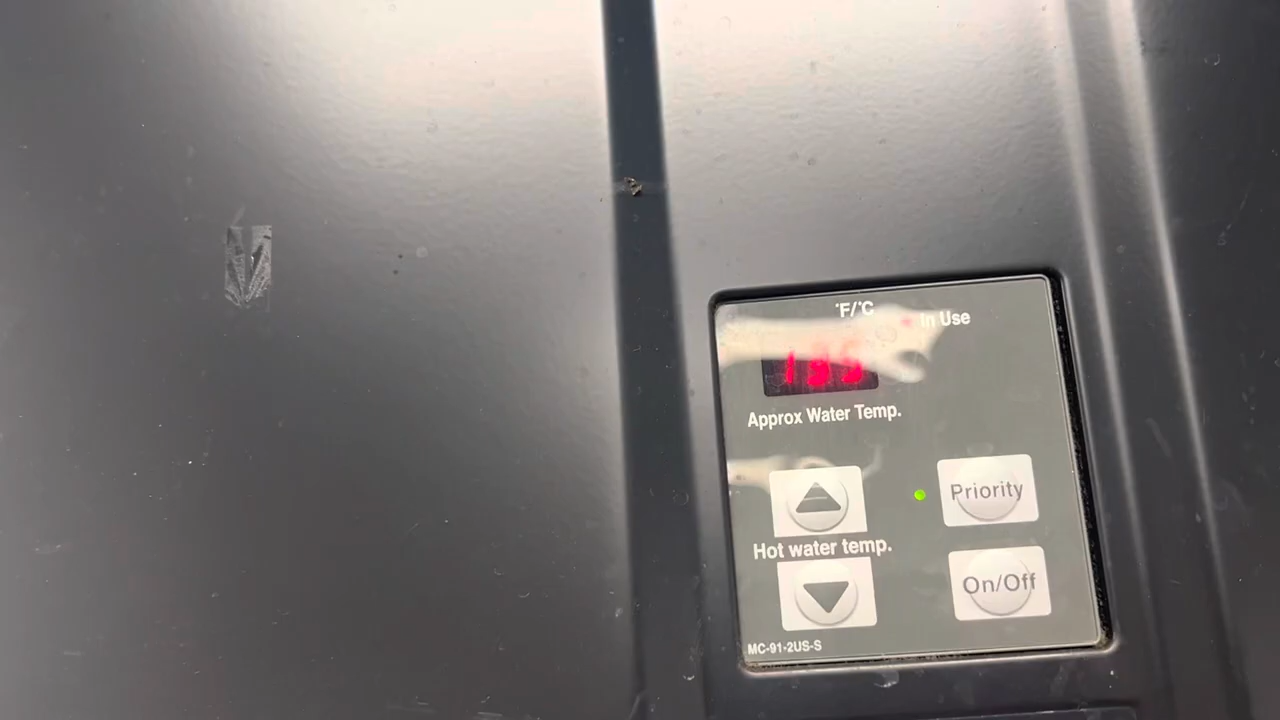 °F/°C
In Use
Approx Water Temp.
Priority
Hot water temp.
On/Off
MC-91-2US-S